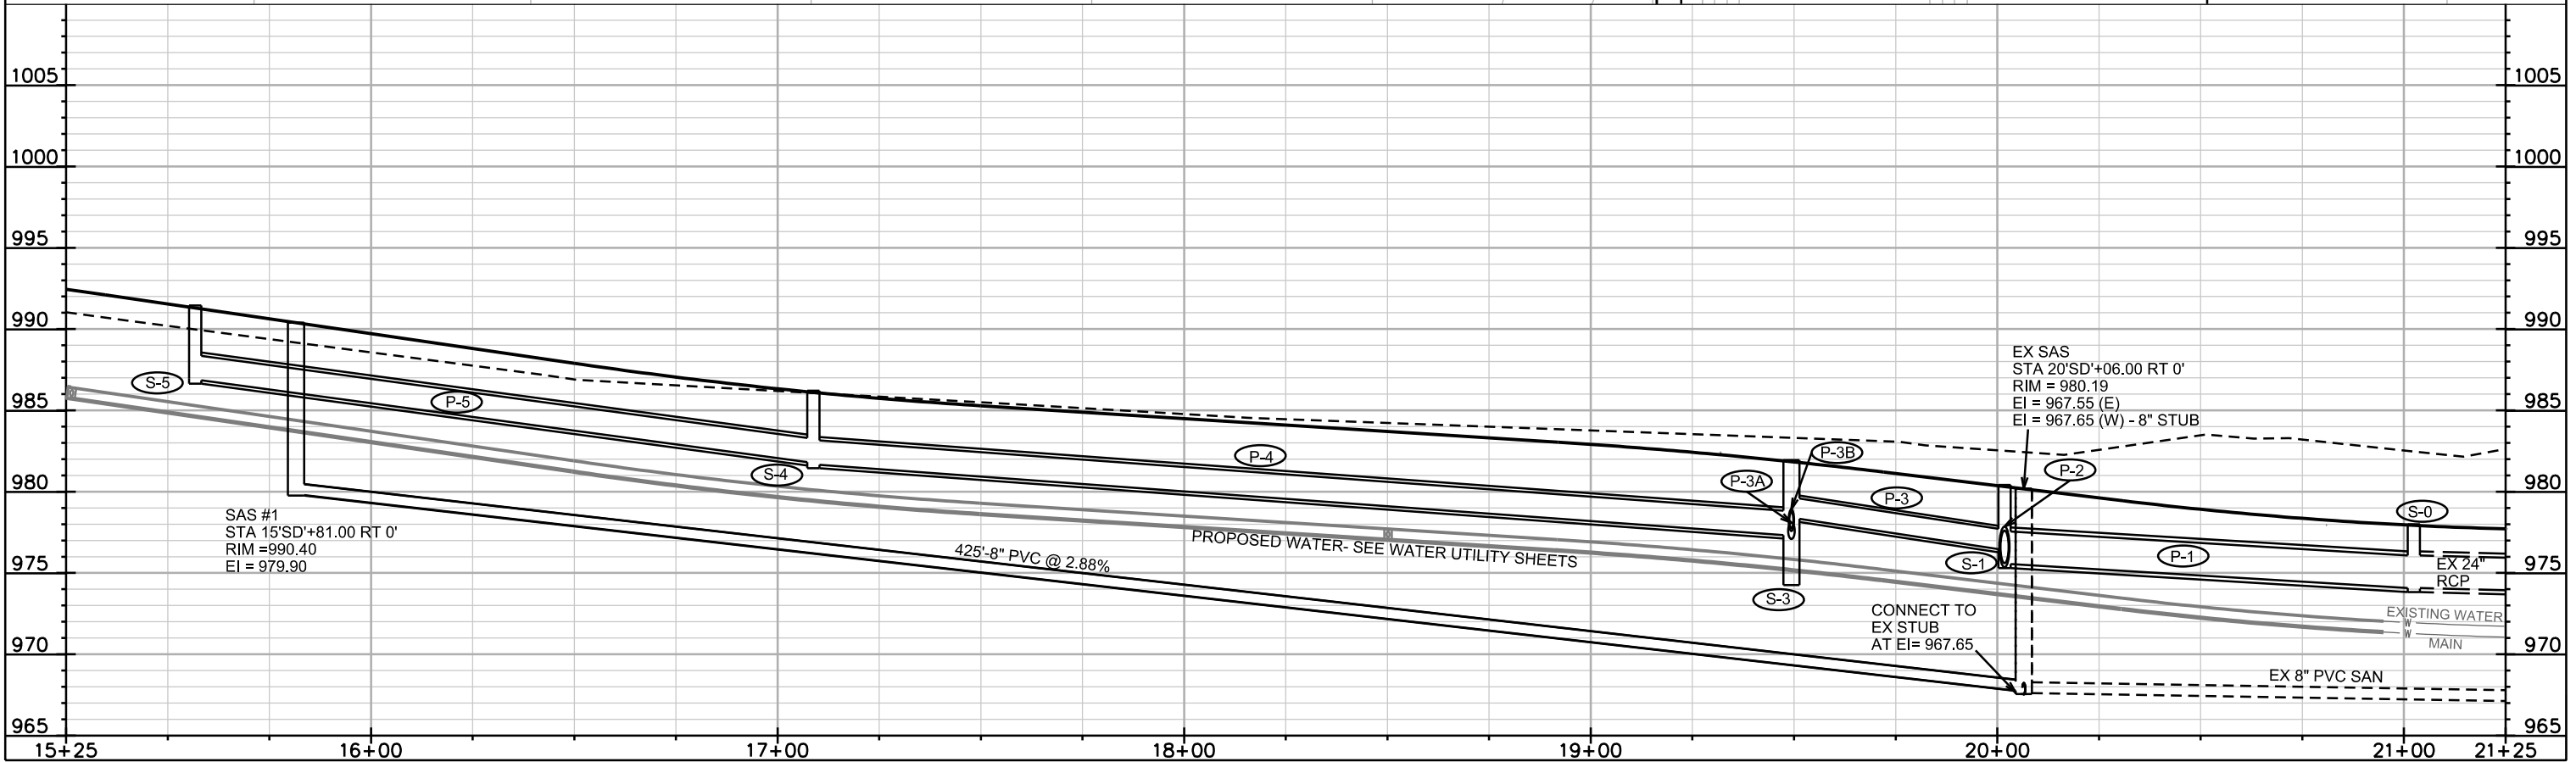 1005
1005
1000
1000
995
995
990
990
EX SAS
STA 20'SD'+06.00 RT 0'
RIM = 980.19
EI = 967.55 (E)
EI = 967.65 (W) - 8" STUB
S-5
P-5
985
985
P-4
P-3B
S-4
P-3A
P-2
980
980
P-3
S-0
SAS #1
STA 15'SD'+81.00 RT 0'
RIM =990.40
EI = 979.90
425'-8" PVC @ 2.88%
PROPOSED WATER- SEE WATER UTILITY SHEETS
S-1
P-1
975
975
EX 24"
RCP
S-3
CONNECT TO
EX STUB
AT EI= 967.65
EXISTING WATER
W
W
MAIN
970
970
EX 8" PVC SAN
965
965
15+25
16+00
17+00
18+00
19+00
20+00
21+00
21+25